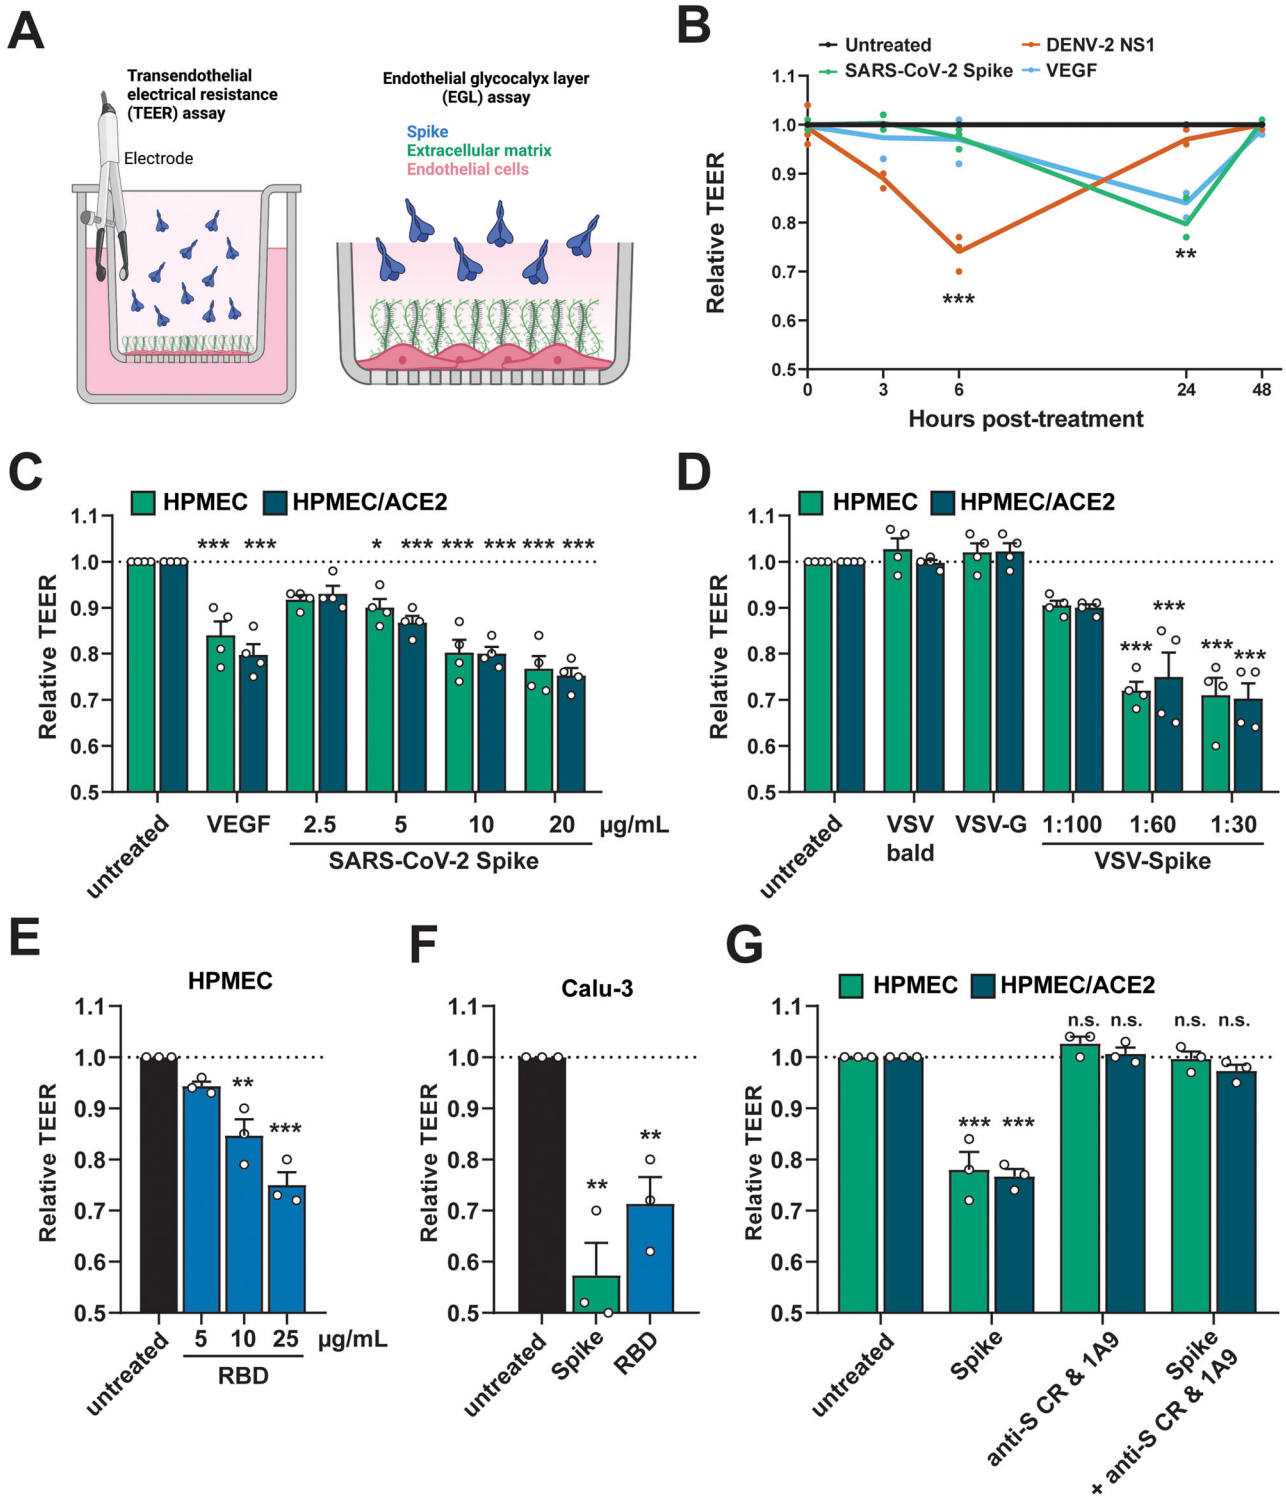 A
Transendothelial
electrical resistance
(TEER) assay
Electrode
Endothelial glycocalyx layer
(EGL) assay
Spike
Extracellular matrix
Endothelial cells
B
Untreated
DENV-2 NS1
SARS-CoV-2 Spike
VEGF
Relative TEER
1.1
1.0
0.9
0.8
0.7
0.6
0.5
***
**
0 3 6 24 48
Hours post-treatment
C
HPMEC HPMEC/ACE2
Relative TEER
1.1
1.0
0.9
0.8
0.7
0.6
0.5
*** *** * *** *** *** *** ***
untreated VEGF 2.5 5 10 20 µg/mL
SARS-CoV-2 Spike
D
HPMEC HPMEC/ACE2
Relative TEER
1.1
1.0
0.9
0.8
0.7
0.6
0.5
*** *** *** ***
untreated VSV bald VSV-G 1:100 1:60 1:30
VSV-Spike
E
HPMEC
Relative TEER
1.1
1.0
0.9
0.8
0.7
0.6
0.5
**
***
untreated 5 10 25 µg/mL
RBD
F
Calu-3
Relative TEER
1.1
1.0
0.9
0.8
0.7
0.6
0.5
**
**
untreated Spike RBD
G
HPMEC HPMEC/ACE2
Relative TEER
1.1
1.0
0.9
0.8
0.7
0.6
0.5
*** ***
n.s. n.s. n.s. n.s.
untreated
Spike
anti-S CR & 1A9
Spike
+ anti-S CR & 1A9